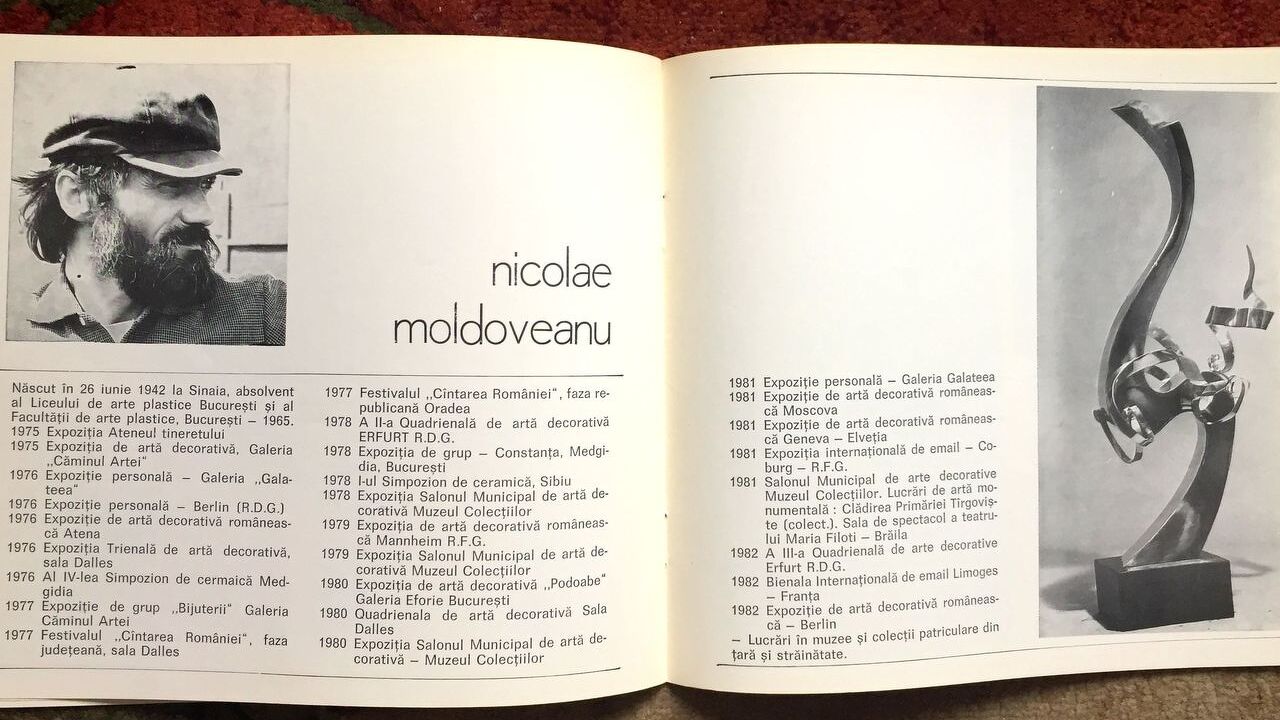 nicolae
moldoveanu
Născut în 26 iunie 1942 la Sinaia, absolvent
al Liceului de arte plastice București și al
Facultății de arte plastice, București – 1965.
1975 Expoziția Ateneul tineretului
1975 Expoziția de artă decorativă, Galeria
,,Căminul Artei"
1976 Expoziție personală – Galeria ,,Gala-
teea"
1976 Expoziție personală – Berlin (R.D.G.)
1976 Expoziție de artă decorativă româneas-
că Atena
1976 Expoziția Trienală de artă decorativă,
sala Dalles
1976 Al IV-lea Simpozion de cermaică Med-
gidia
1977 Expoziție de grup ,,Bijuterii" Galeria
Căminul Artei
1977 Festivalul ,,Cîntarea României", faza
județeană, sala Dalles
1977 Festivalul ,,Cîntarea României", faza re-
publicană Oradea
1978 A II-a Quadrienală de artă decorativă
ERFURT R.D.G.
1978 Expoziția de grup – Constanța, Medgi-
dia, București
1978 I-ul Simpozion de ceramică, Sibiu
1978 Expoziția Salonul Municipal de artă de-
corativă Muzeul Colecțiilor
1979 Expoziția de artă decorativă româneas-
că Mannheim R.F.G.
1979 Expoziția Salonul Municipal de artă de-
corativă Muzeul Colecțiilor
1980 Expoziția de artă decorativă ,,Podoabe"
Galeria Eforie București
1980 Quadrienala de artă decorativă Sala
Dalles
1980 Expoziția Salonul Municipal de artă de-
corativă – Muzeul Colecțiilor
1981 Expoziție personală – Galeria Galateea
1981 Expoziție de artă decorativă româneas-
că Moscova
1981 Expoziție de artă decorativă româneas-
că Geneva – Elveția
1981 Expoziția internațională de email – Co-
burg – R.F.G.
1981 Salonul Municipal de arte decorative
Muzeul Colecțiilor. Lucrări de artă mo-
numentală : Clădirea Primăriei Tîrgoviș-
te (colect.). Sala de spectacol a teatru-
lui Maria Filoti – Brăila
1982 A III-a Quadrienală de arte decorative
Erfurt R.D.G.
1982 Bienala Internațională de email Limoges
– Franța
1982 Expoziție de artă decorativă româneas-
că – Berlin
– Lucrări în muzee și colecții patriculare din
țară și străinătate.